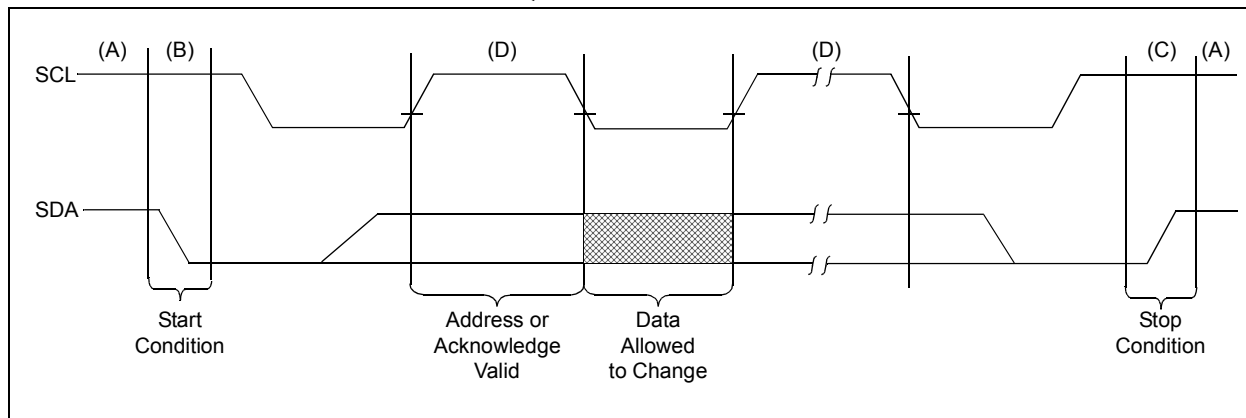 (A) (B) (D) (D) (C) (A)
SCL
SDA
Start
Condition
Address or
Acknowledge
Valid
Data
Allowed
to Change
Stop
Condition